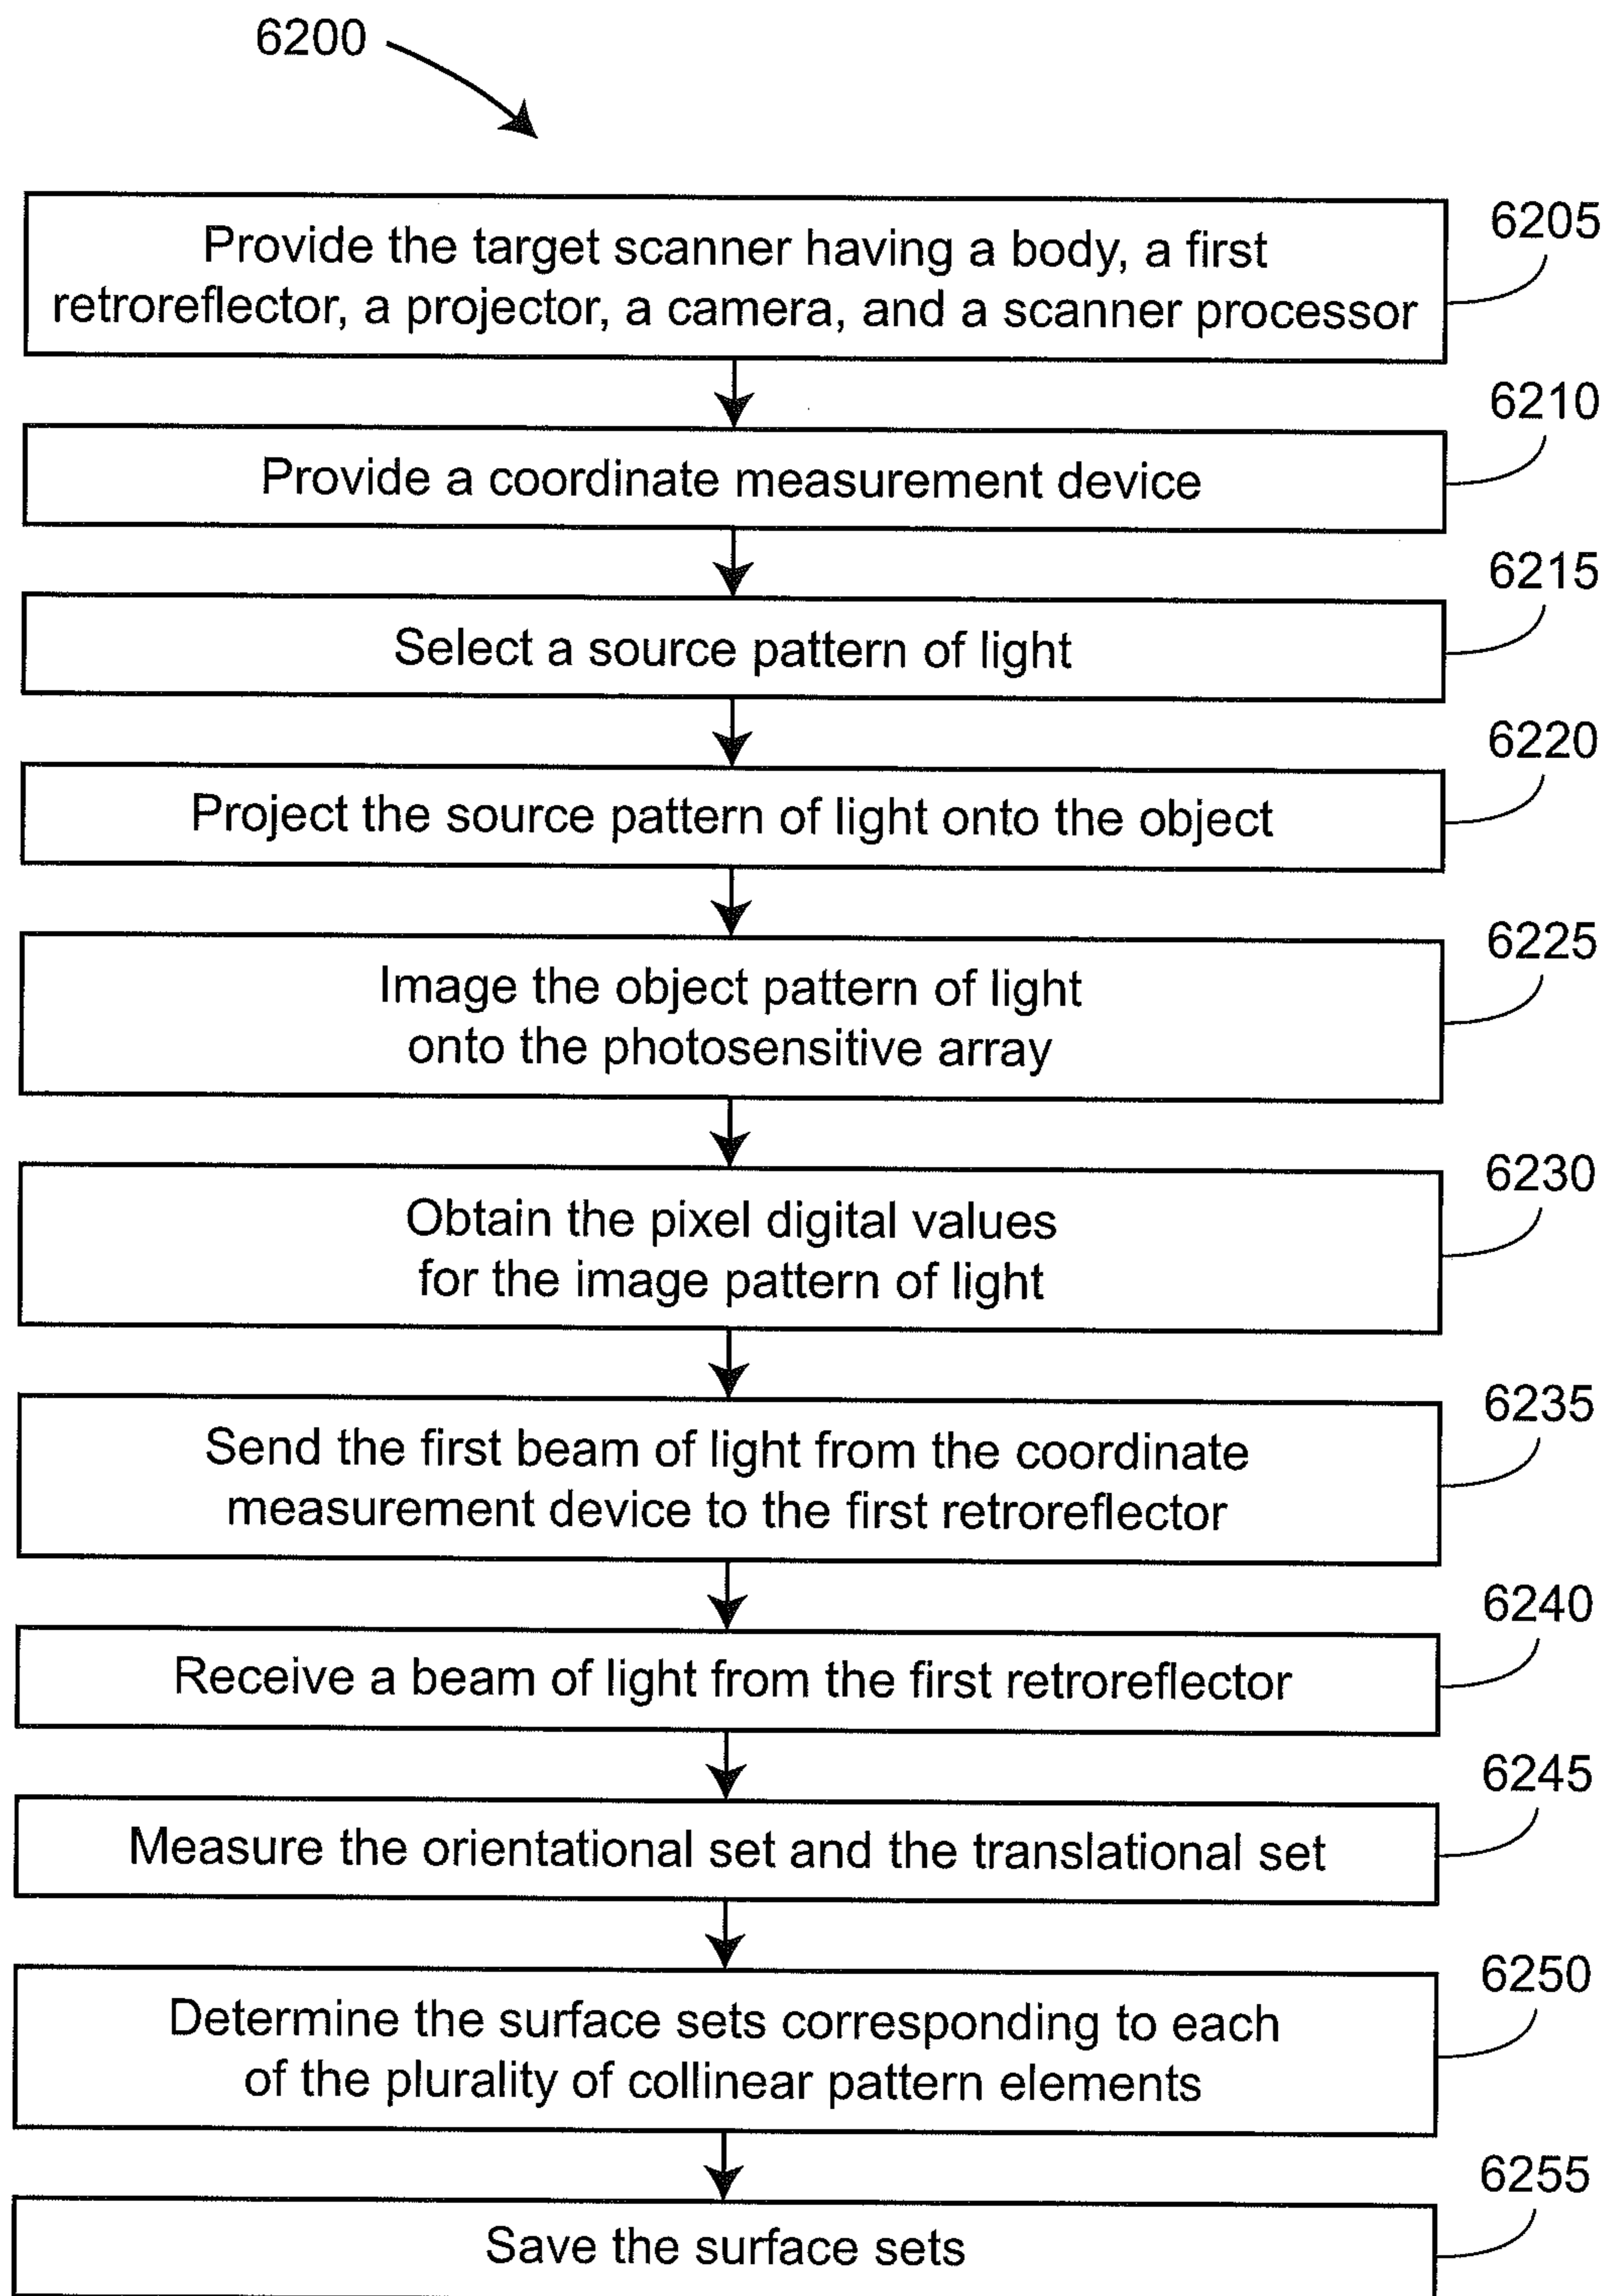 6200
6205
Provide the target scanner having a body, a first
retroreflector, a projector, a camera, and a scanner processor
6210
Provide a coordinate measurement device
6215
Select a source pattern of light
6220
Project the source pattern of light onto the object
6225
Image the object pattern of light
onto the photosensitive array
6230
Obtain the pixel digital values
for the image pattern of light
6235
Send the first beam of light from the coordinate
measurement device to the first retroreflector
6240
Receive a beam of light from the first retroreflector
6245
Measure the orientational set and the translational set
6250
Determine the surface sets corresponding to each
of the plurality of collinear pattern elements
6255
Save the surface sets